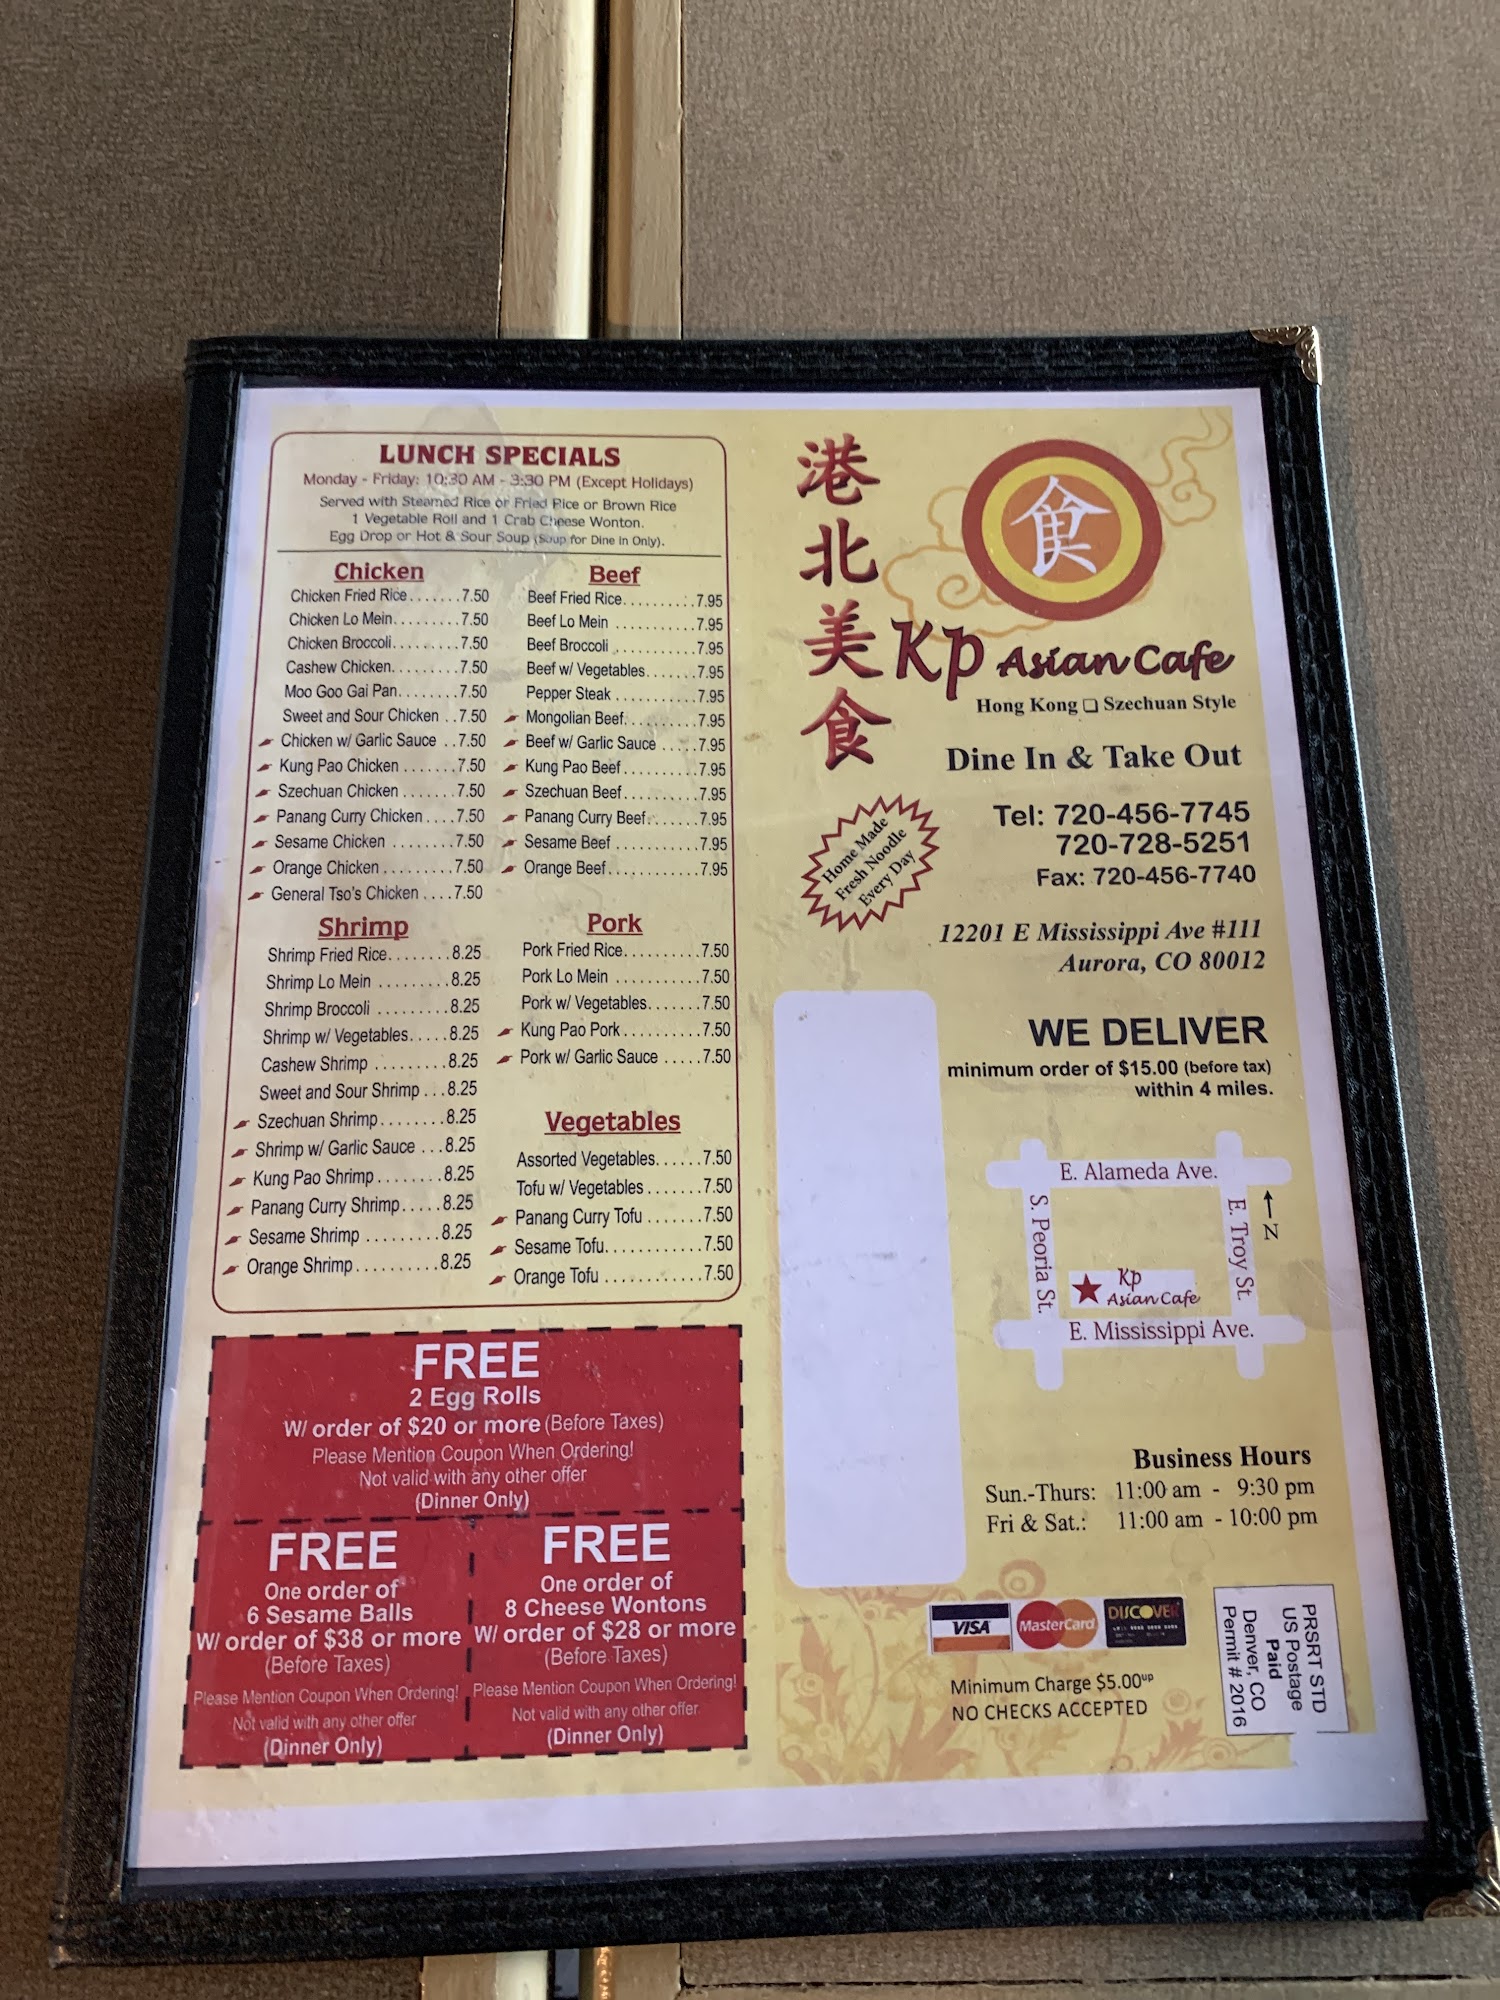 LUNCH SPECIALS
Monday - Friday: 10:30 AM - 3:30 PM (Except Holidays)
Served with Steamed Rice or Fried Rice or Brown Rice
1 Vegetable Roll and 1 Crab Cheese Wonton.
Egg Drop or Hot & Sour Soup (Soup for Dine In Only).
Chicken
Chicken Fried Rice.......7.50
Chicken Lo Mein.........7.50
Chicken Broccoli..........7.50
Cashew Chicken.........7.50
Moo Goo Gai Pan........7.50
Sweet and Sour Chicken ..7.50
Chicken w/ Garlic Sauce ..7.50
Kung Pao Chicken .......7.50
Szechuan Chicken .......7.50
Panang Curry Chicken ....7.50
Sesame Chicken ........7.50
Orange Chicken ..........7.50
General Tso's Chicken ....7.50
Beef
Beef Fried Rice..........7.95
Beef Lo Mein ...........7.95
Beef Broccoli ...........7.95
Beef w/ Vegetables.......7.95
Pepper Steak ...........7.95
Mongolian Beef..........7.95
Beef w/ Garlic Sauce .....7.95
Kung Pao Beef..........7.95
Szechuan Beef..........7.95
Panang Curry Beef.......7.95
Sesame Beef ...........7.95
Orange Beef............7.95
Shrimp
Shrimp Fried Rice........8.25
Shrimp Lo Mein .........8.25
Shrimp Broccoli .........8.25
Shrimp w/ Vegetables.....8.25
Cashew Shrimp .........8.25
Sweet and Sour Shrimp ...8.25
Szechuan Shrimp........8.25
Shrimp w/ Garlic Sauce ...8.25
Kung Pao Shrimp........8.25
Panang Curry Shrimp.....8.25
Sesame Shrimp .........8.25
Orange Shrimp..........8.25
Pork
Pork Fried Rice..........7.50
Pork Lo Mein ...........7.50
Pork w/ Vegetables.......7.50
Kung Pao Pork..........7.50
Pork w/ Garlic Sauce .....7.50
Vegetables
Assorted Vegetables......7.50
Tofu w/ Vegetables.......7.50
Panang Curry Tofu .......7.50
Sesame Tofu............7.50
Orange Tofu ............7.50
FREE
2 Egg Rolls
W/ order of $20 or more (Before Taxes)
Please Mention Coupon When Ordering!
Not valid with any other offer
(Dinner Only)
FREE
One order of
6 Sesame Balls
W/ order of $38 or more
(Before Taxes)
Please Mention Coupon When Ordering!
Not valid with any other offer
(Dinner Only)
FREE
One order of
8 Cheese Wontons
W/ order of $28 or more
(Before Taxes)
Please Mention Coupon When Ordering!
Not valid with any other offer
(Dinner Only)
港北美食
食
Kp Asian Cafe
Hong Kong ❏ Szechuan Style
Dine In & Take Out
Home Made
Fresh Noodle
Every Day
Tel: 720-456-7745
720-728-5251
Fax: 720-456-7740
12201 E Mississippi Ave #111
Aurora, CO 80012
WE DELIVER
minimum order of $15.00 (before tax)
within 4 miles.
E. Alameda Ave.
S. Peoria St.
E. Troy St.
N
Kp
Asian Cafe
E. Mississippi Ave.
Business Hours
Sun.-Thurs: 11:00 am - 9:30 pm
Fri & Sat.: 11:00 am - 10:00 pm
VISA
MasterCard
DISCOVER
Minimum Charge $5.00up
NO CHECKS ACCEPTED
PRSRT STD
US Postage
Paid
Denver, CO
Permit # 2016